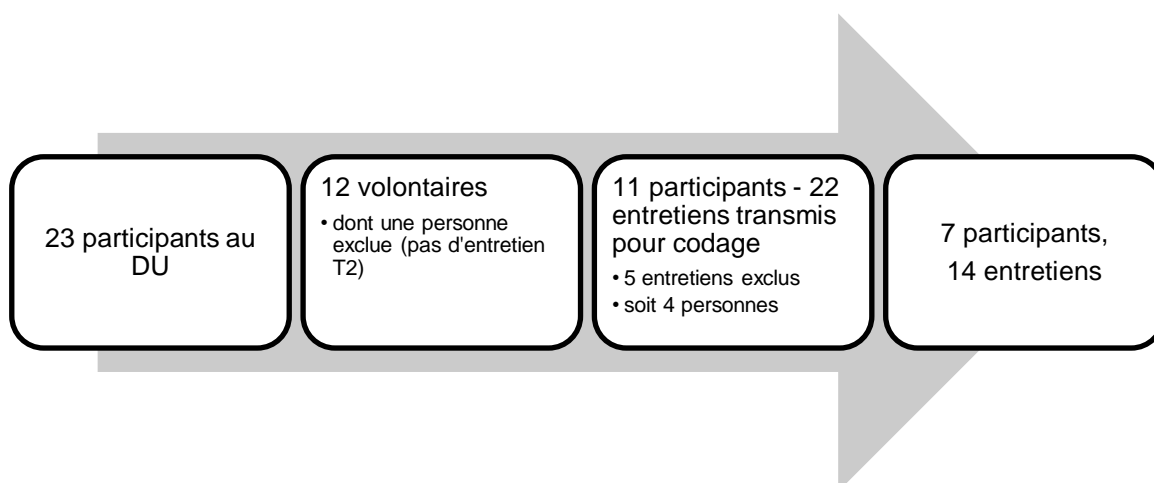 23 participants au
DU
12 volontaires
• dont une personne
exclue (pas d'entretien
T2)
11 participants - 22
entretiens transmis
pour codage
• 5 entretiens exclus
• soit 4 personnes
7 participants,
14 entretiens